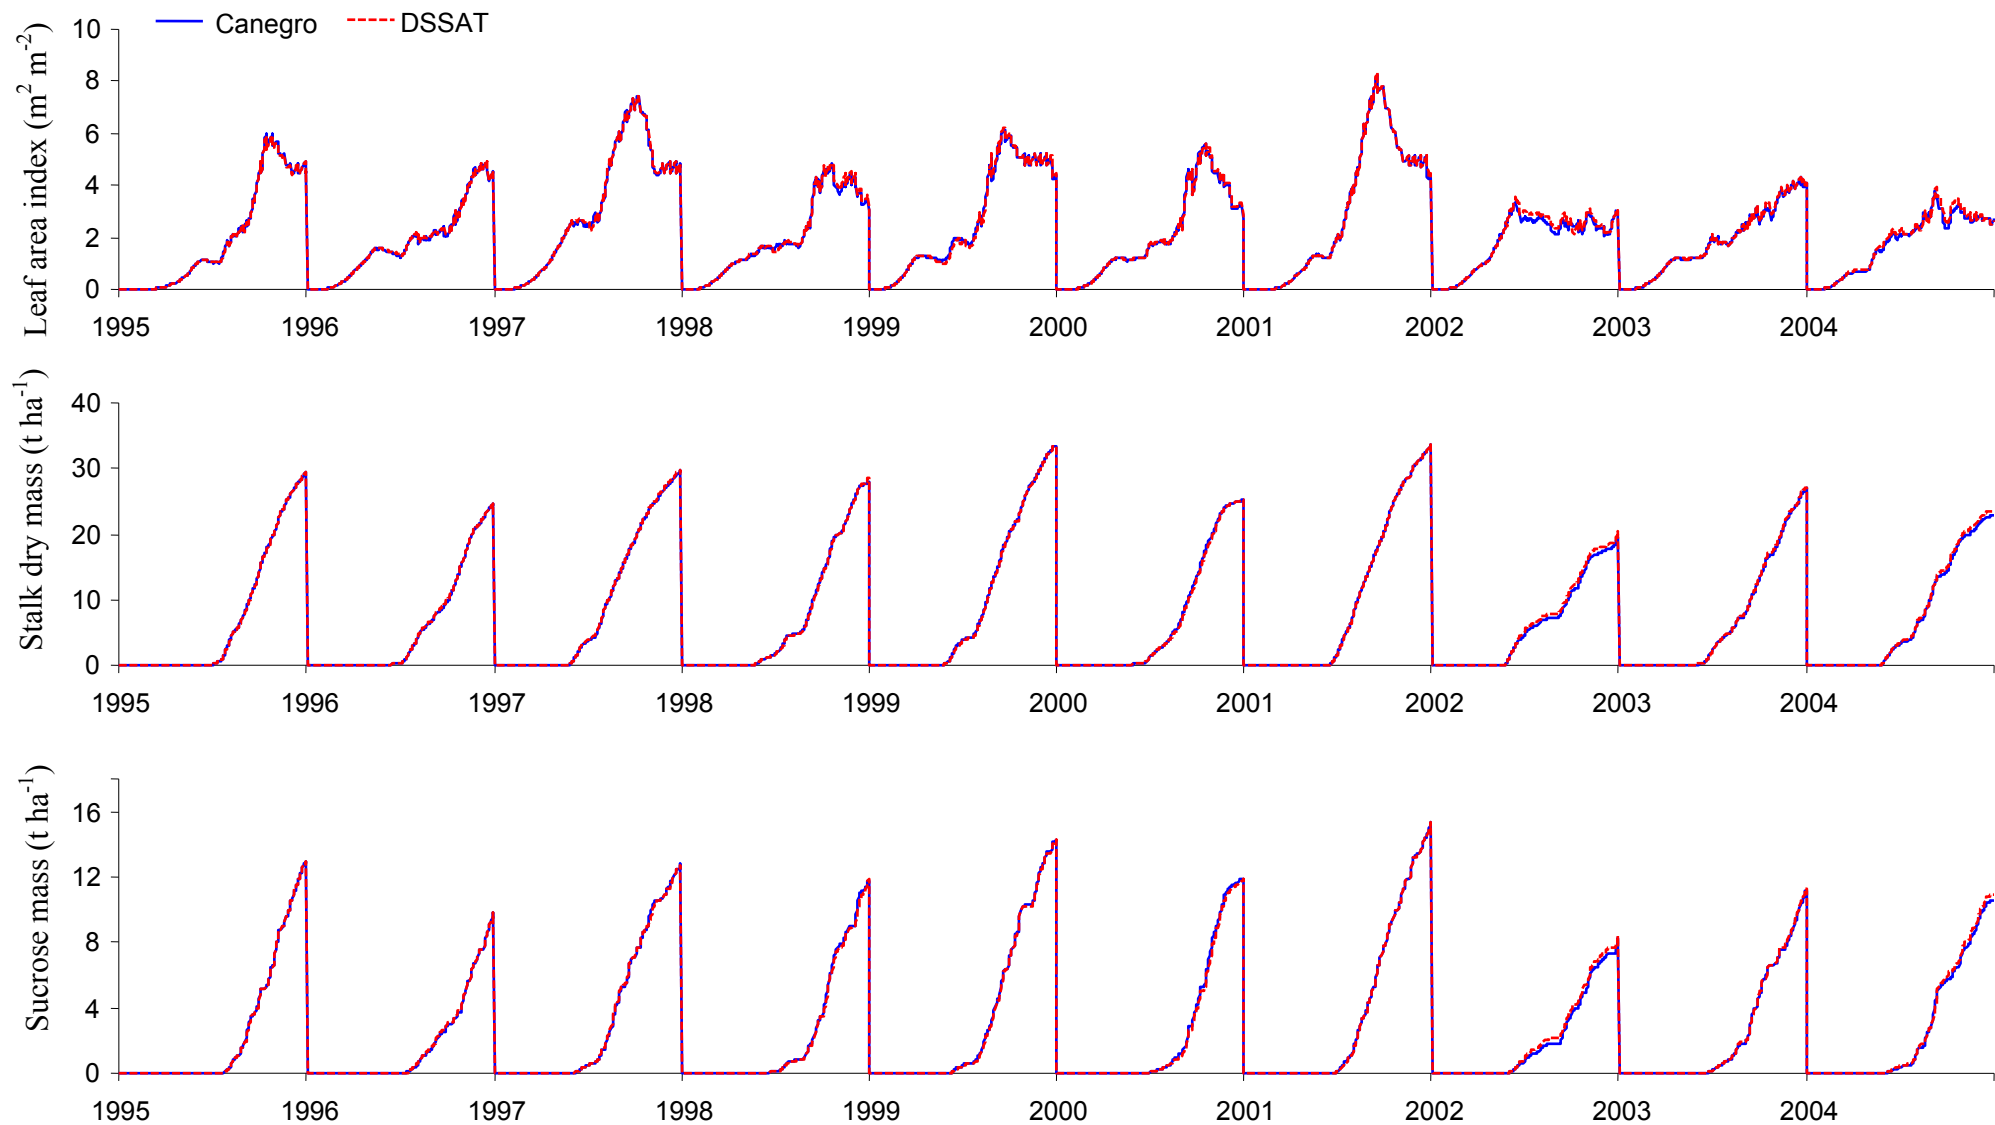 Canegro DSSAT
Leaf area index (m² m⁻²)
10
8
6
4
2
0
1995 1996 1997 1998 1999 2000 2001 2002 2003 2004
Stalk dry mass (t ha⁻¹)
40
30
20
10
0
1995 1996 1997 1998 1999 2000 2001 2002 2003 2004
Sucrose mass (t ha⁻¹)
16
12
8
4
0
1995 1996 1997 1998 1999 2000 2001 2002 2003 2004